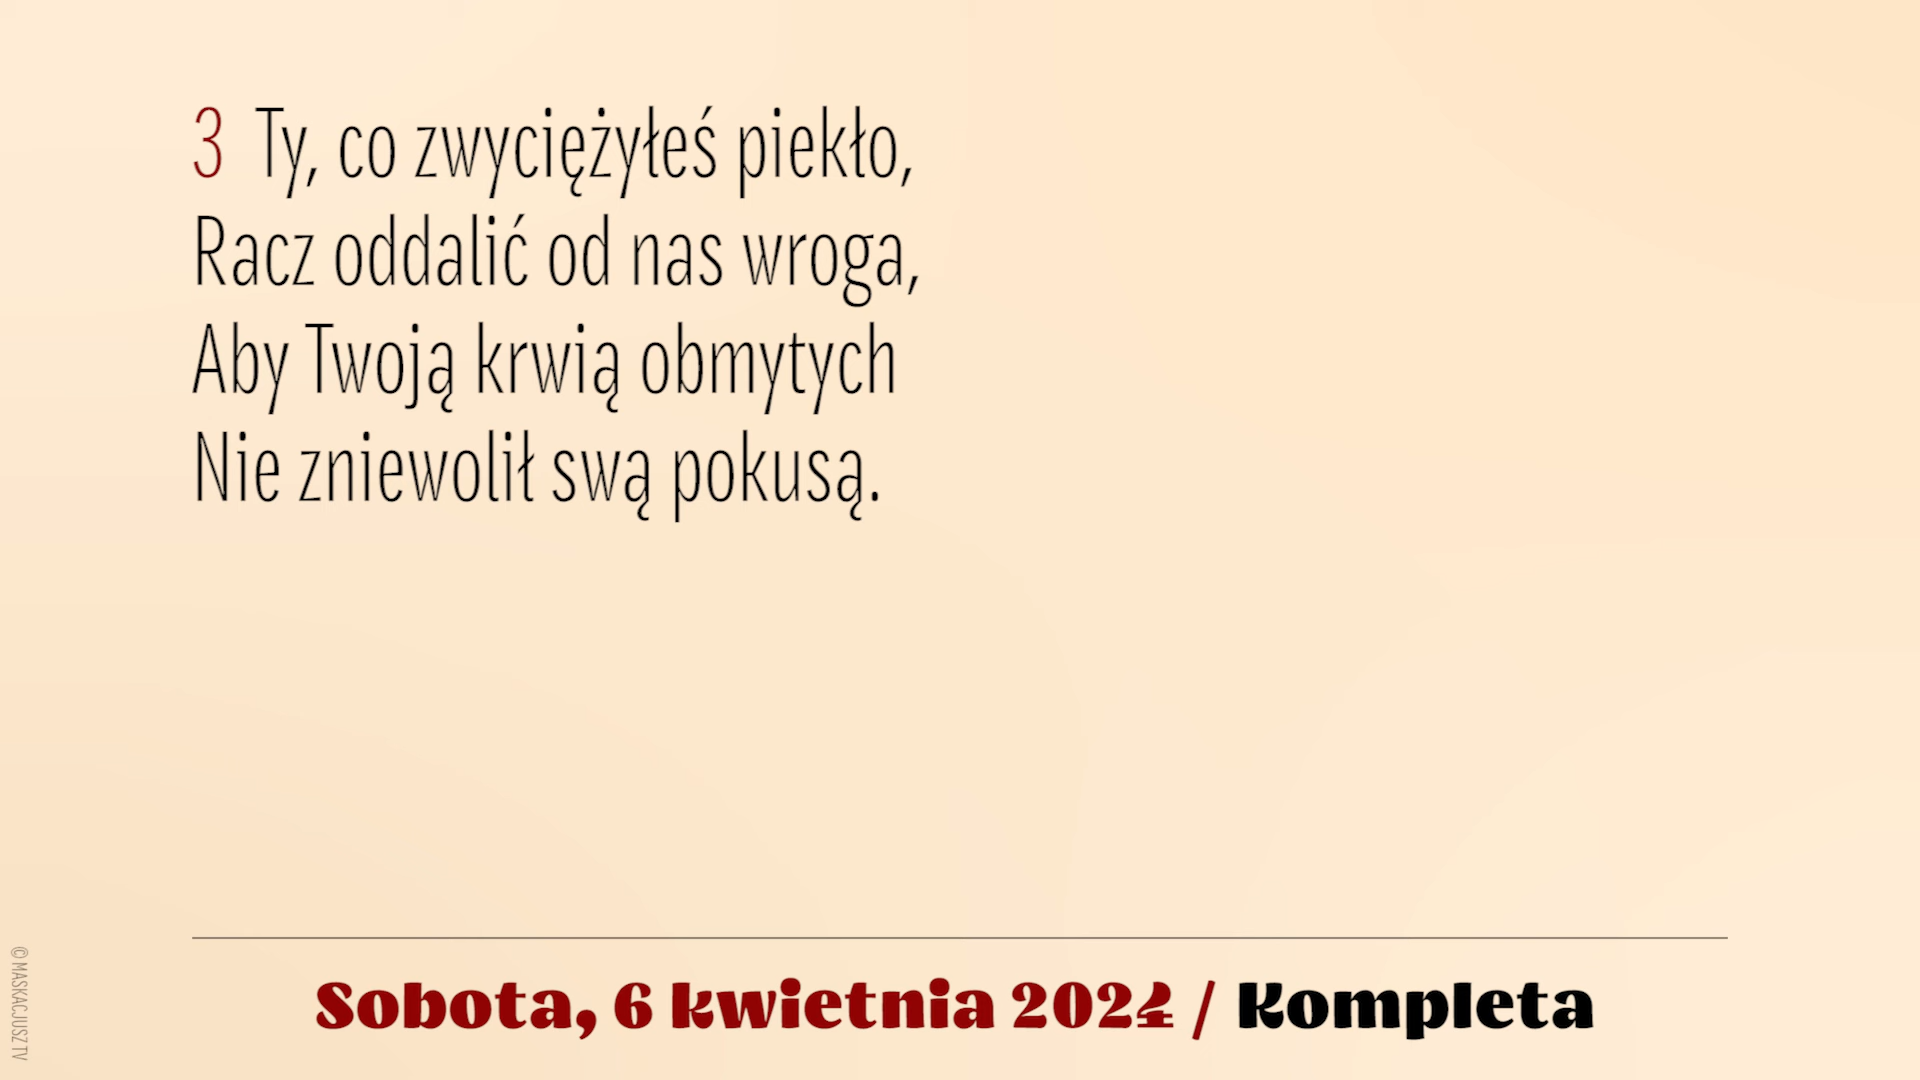 3 Ty, co zwyciężyłeś piekło,
Racz oddalić od nas wroga,
Aby Twoją krwią obmytych
Nie zniewolił swą pokusą.
Sobota, 6 kwietnia 2024 / Kompleta
© MASKACJUSZ TV